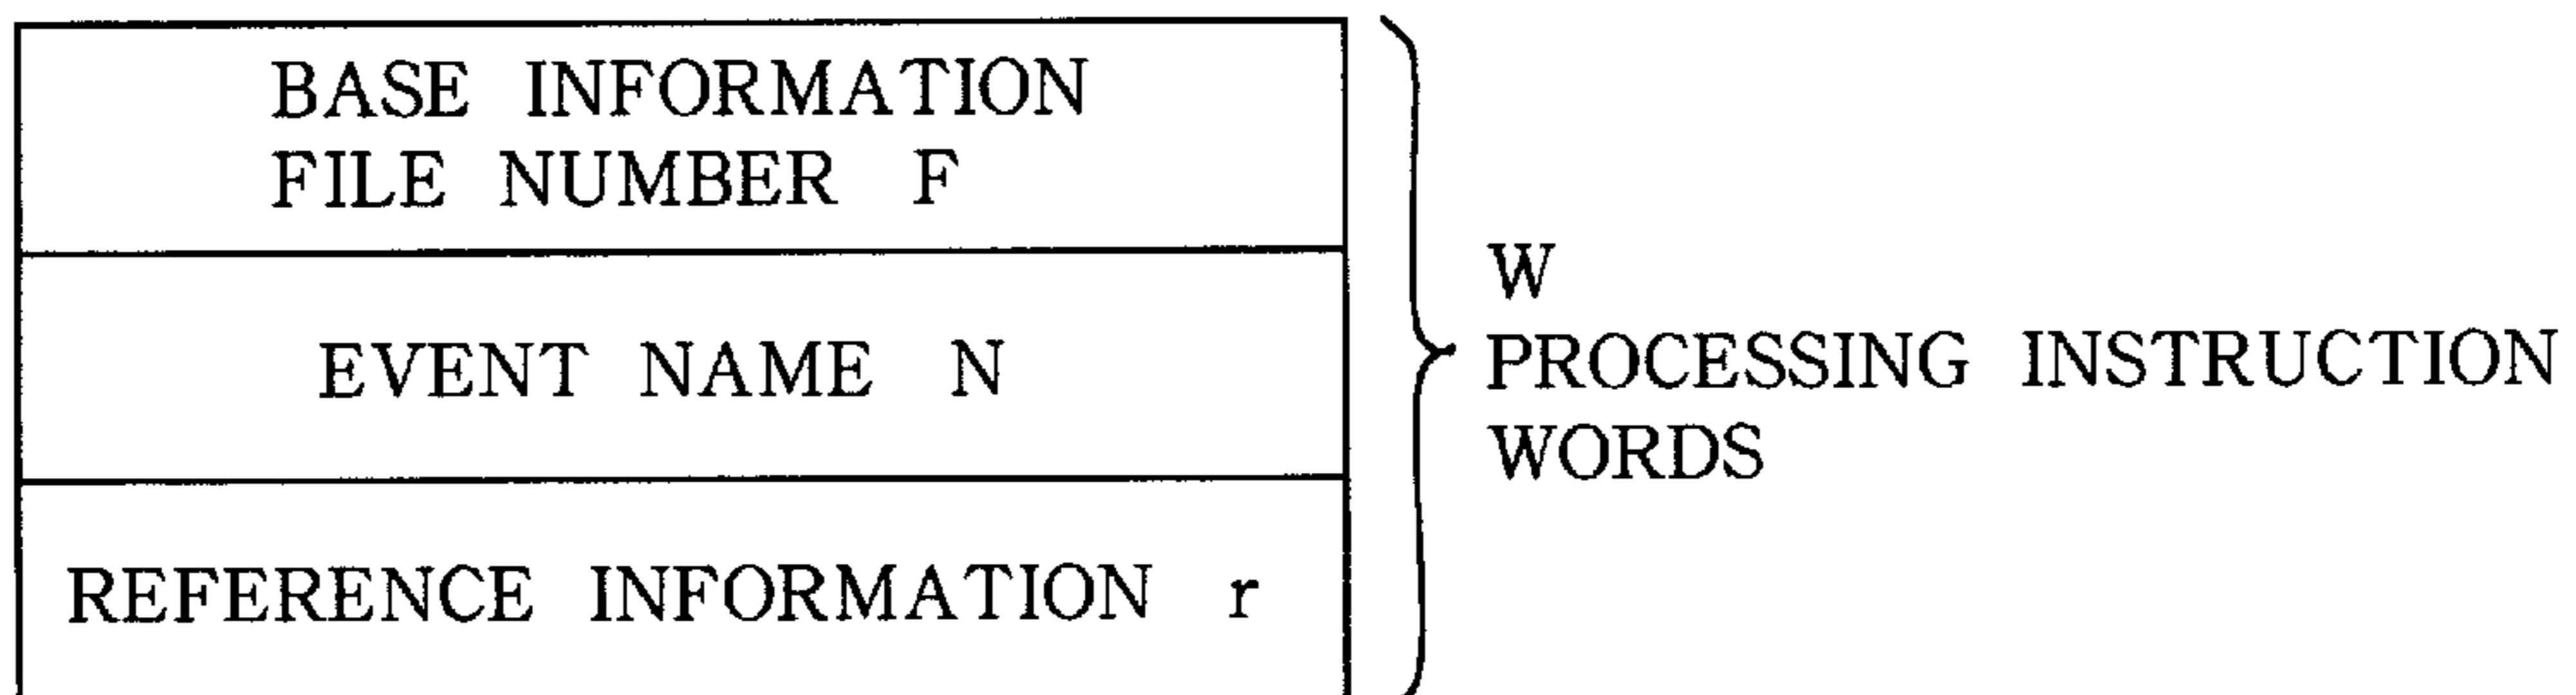 BASE INFORMATION
FILE NUMBER F
EVENT NAME N
REFERENCE INFORMATION r
W
PROCESSING INSTRUCTION
WORDS